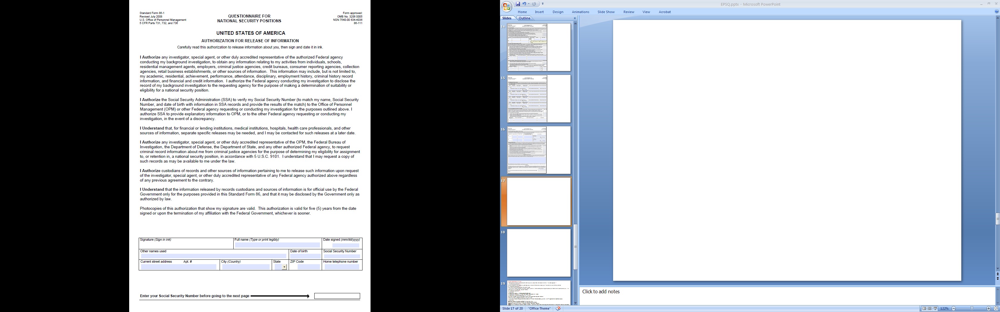 Standard Form 86-1
Revised July 2008
U.S. Office of Personnel Management
5 CFR Parts 731, 732, and 736
QUESTIONNAIRE FOR
NATIONAL SECURITY POSITIONS
Form approved:
OMB No. 3206 0005
NSN 7540-00 634-4036
86-111
UNITED STATES OF AMERICA
AUTHORIZATION FOR RELEASE OF INFORMATION
Carefully read this authorization to release information about you, then sign and date it in ink.
I Authorize any investigator, special agent, or other duly accredited representative of the authorized Federal agency
conducting my background investigation, to obtain any information relating to my activities from individuals, schools,
residential management agents, employers, criminal justice agencies, credit bureaus, consumer reporting agencies, collection
agencies, retail business establishments, or other sources of information. This information may include, but is not limited to,
my academic, residential, achievement, performance, attendance, disciplinary, employment history, criminal history record
information, and financial and credit information. I authorize the Federal agency conducting my investigation to disclose the
record of my background investigation to the requesting agency for the purpose of making a determination of suitability or
eligibility for a national security position.
I Authorize the Social Security Administration (SSA) to verify my Social Security Number (to match my name, Social Security
Number, and date of birth with information in SSA records and provide the results of the match) to the Office of Personnel
Management (OPM) or other Federal agency requesting or conducting my investigation for the purposes outlined above. I
authorize SSA to provide explanatory information to OPM, or to the other Federal agency requesting or conducting my
investigation, in the event of a discrepancy.
I Understand that, for financial or lending institutions, medical institutions, hospitals, health care professionals, and other
sources of information, separate specific releases may be needed, and I may be contacted for such releases at a later date.
I Authorize any investigator, special agent, or other duly accredited representative of the OPM, the Federal Bureau of
Investigation, the Department of Defense, the Department of State, and any other authorized Federal agency, to request
criminal record information about me from criminal justice agencies for the purpose of determining my eligibility for assignment
to, or retention in, a national security position, in accordance with 5 U.S.C. 9101. I understand that I may request a copy of
such records as may be available to me under the law.
I Authorize custodians of records and other sources of information pertaining to me to release such information upon request
of the investigator, special agent, or other duly accredited representative of any Federal agency authorized above regardless
of any previous agreement to the contrary.
I Understand that the information released by records custodians and sources of information is for official use by the Federal
Government only for the purposes provided in this Standard Form 86, and that it may be disclosed by the Government only as
authorized by law.
Photocopies of this authorization that show my signature are valid. This authorization is valid for five (5) years from the date
signed or upon the termination of my affiliation with the Federal Government, whichever is sooner.
Signature (Sign in ink) Full name (Type or print legibly) Date signed (mm/dd/yyyy)
Other names used Date of birth Social Security Number
Current street address Apt. # City (Country) State ZIP Code Home telephone number
Enter your Social Security Number before going to the next page
EPSQ.pptx - Microsoft PowerPoint
Home Insert Design Animations Slide Show Review View Acrobat
Slides Outline
14
15
16
17
18
19
Click to add notes
Slide 17 of 20 "Office Theme" 122%